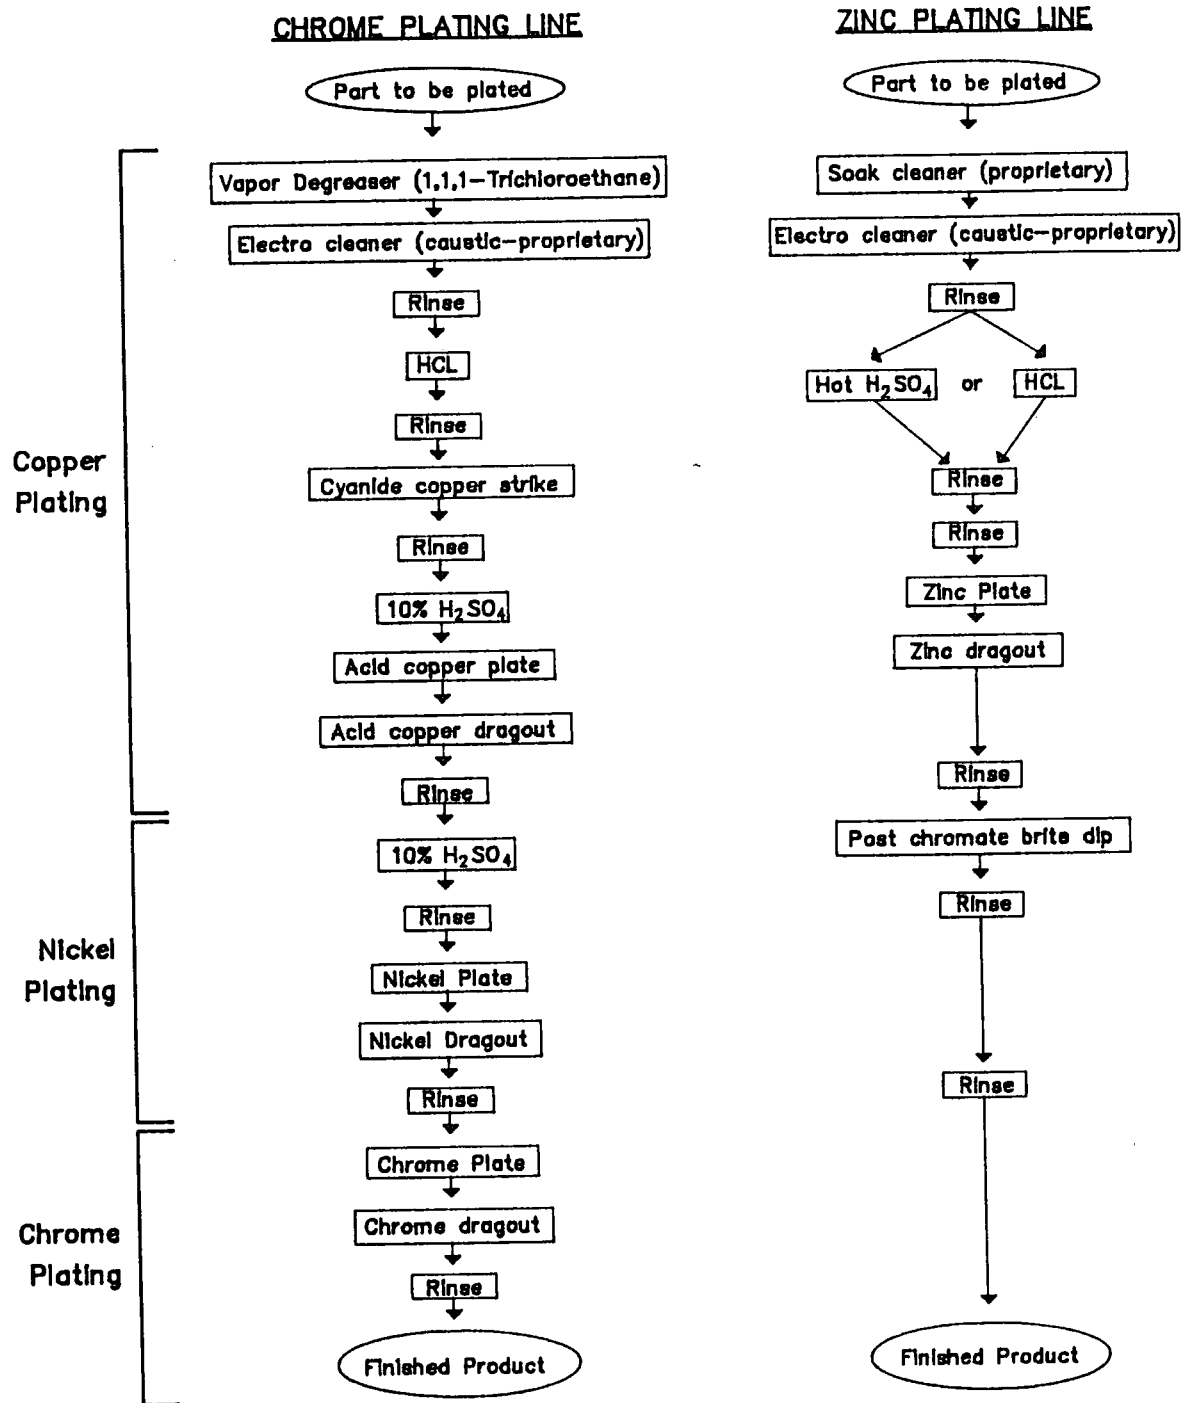 CHROME PLATING LINE
Part to be plated
Vapor Degreaser (1,1,1-Trichloroethane)
Electro cleaner (caustic-proprietary)
Rinse
HCL
Rinse
Cyanide copper strike
Rinse
10% H₂SO₄
Acid copper plate
Acid copper dragout
Rinse
10% H₂SO₄
Rinse
Nickel Plate
Nickel Dragout
Rinse
Chrome Plate
Chrome dragout
Rinse
Finished Product
Copper
Plating
Nickel
Plating
Chrome
Plating
ZINC PLATING LINE
Part to be plated
Soak cleaner (proprietary)
Electro cleaner (caustic-proprietary)
Rinse
Hot H₂SO₄ or HCL
Rinse
Rinse
Zinc Plate
Zinc dragout
Rinse
Post chromate brite dip
Rinse
Rinse
Finished Product